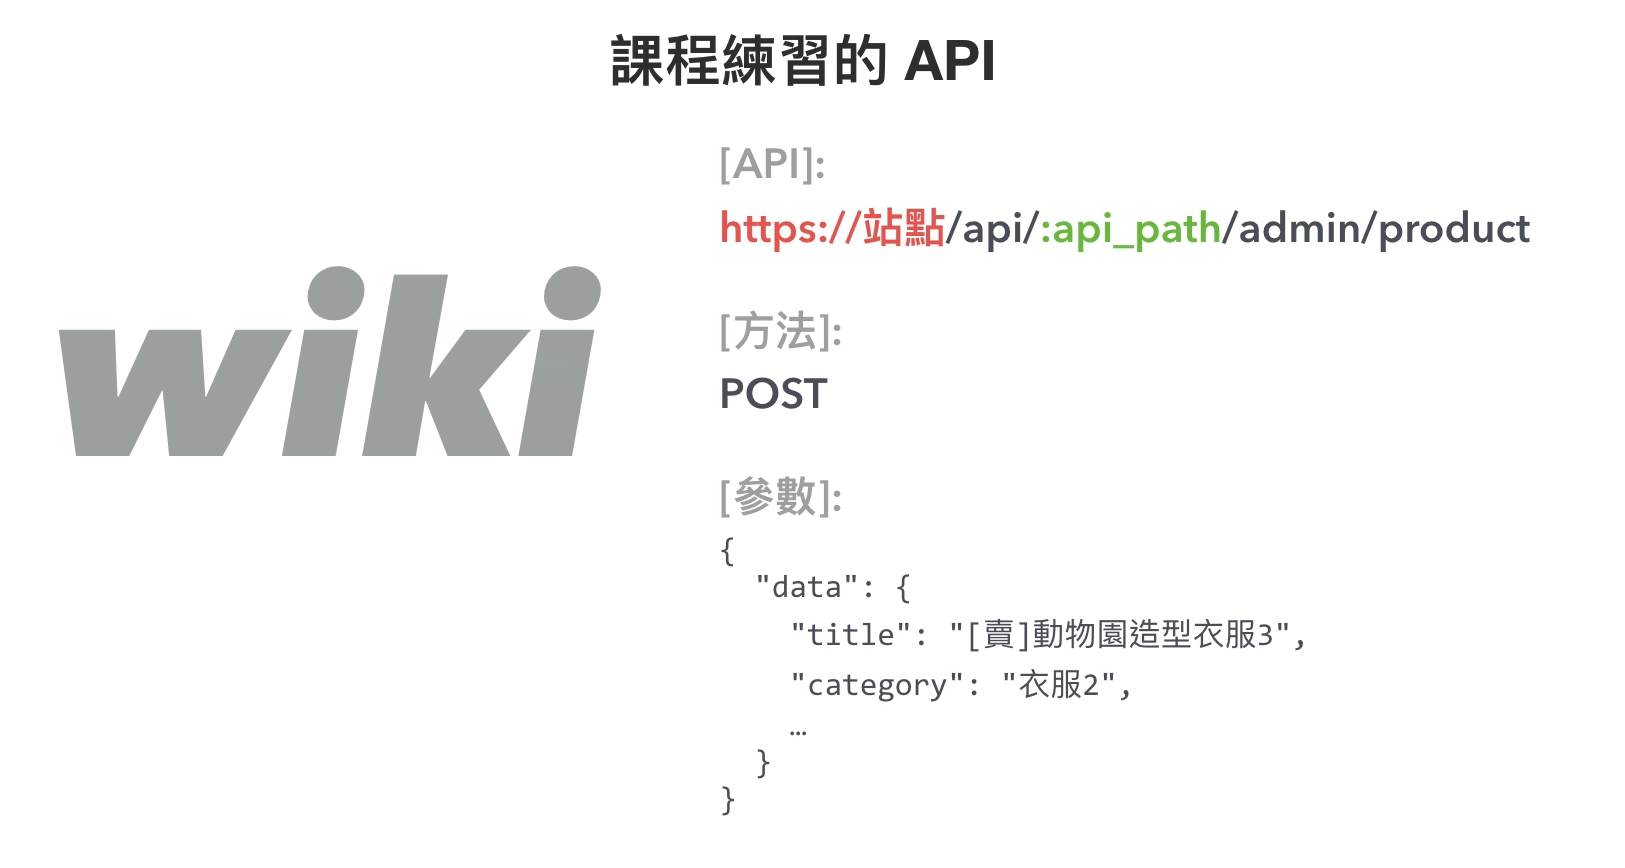 課程練習的 API
wiki
[API]:
https://站點/api/:api_path/admin/product
[方法]:
POST
[參數]:
{
  "data": {
    "title": "[賣]動物園造型衣服3",
    "category": "衣服2",
    …
  }
}